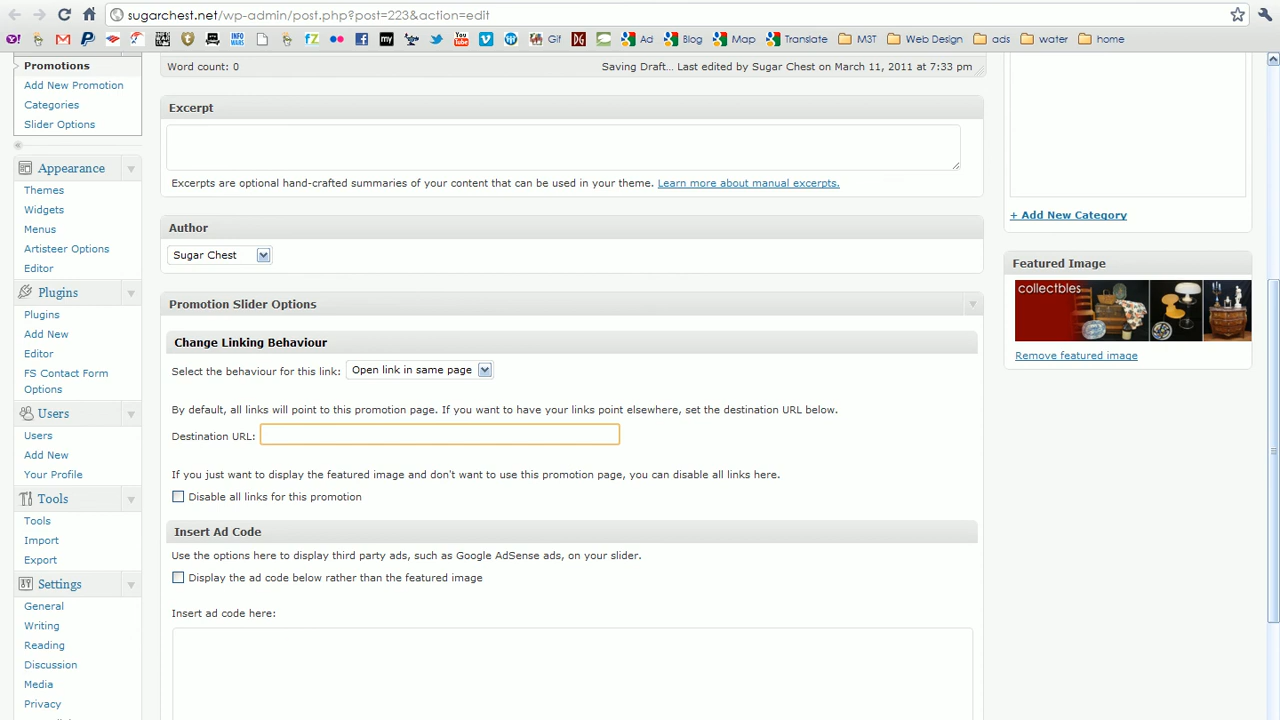 sugarchest.net/wp-admin/post.php?post=223&action=edit
Gif
Ad
Blog
Map
Translate
M3T
Web Design
ads
water
home
Promotions
Add New Promotion
Categories
Slider Options
Appearance
Themes
Widgets
Menus
Artisteer Options
Editor
Plugins
Plugins
Add New
Editor
FS Contact Form
Options
Users
Users
Add New
Your Profile
Tools
Tools
Import
Export
Settings
General
Writing
Reading
Discussion
Media
Privacy
Word count: 0
Saving Draft... Last edited by Sugar Chest on March 11, 2011 at 7:33 pm
Excerpt
Excerpts are optional hand-crafted summaries of your content that can be used in your theme. Learn more about manual excerpts.
Author
Sugar Chest
Promotion Slider Options
Change Linking Behaviour
Select the behaviour for this link: Open link in same page
By default, all links will point to this promotion page. If you want to have your links point elsewhere, set the destination URL below.
Destination URL:
If you just want to display the featured image and don't want to use this promotion page, you can disable all links here.
Disable all links for this promotion
Insert Ad Code
Use the options here to display third party ads, such as Google AdSense ads, on your slider.
Display the ad code below rather than the featured image
Insert ad code here:
+ Add New Category
Featured Image
collectbles
Remove featured image